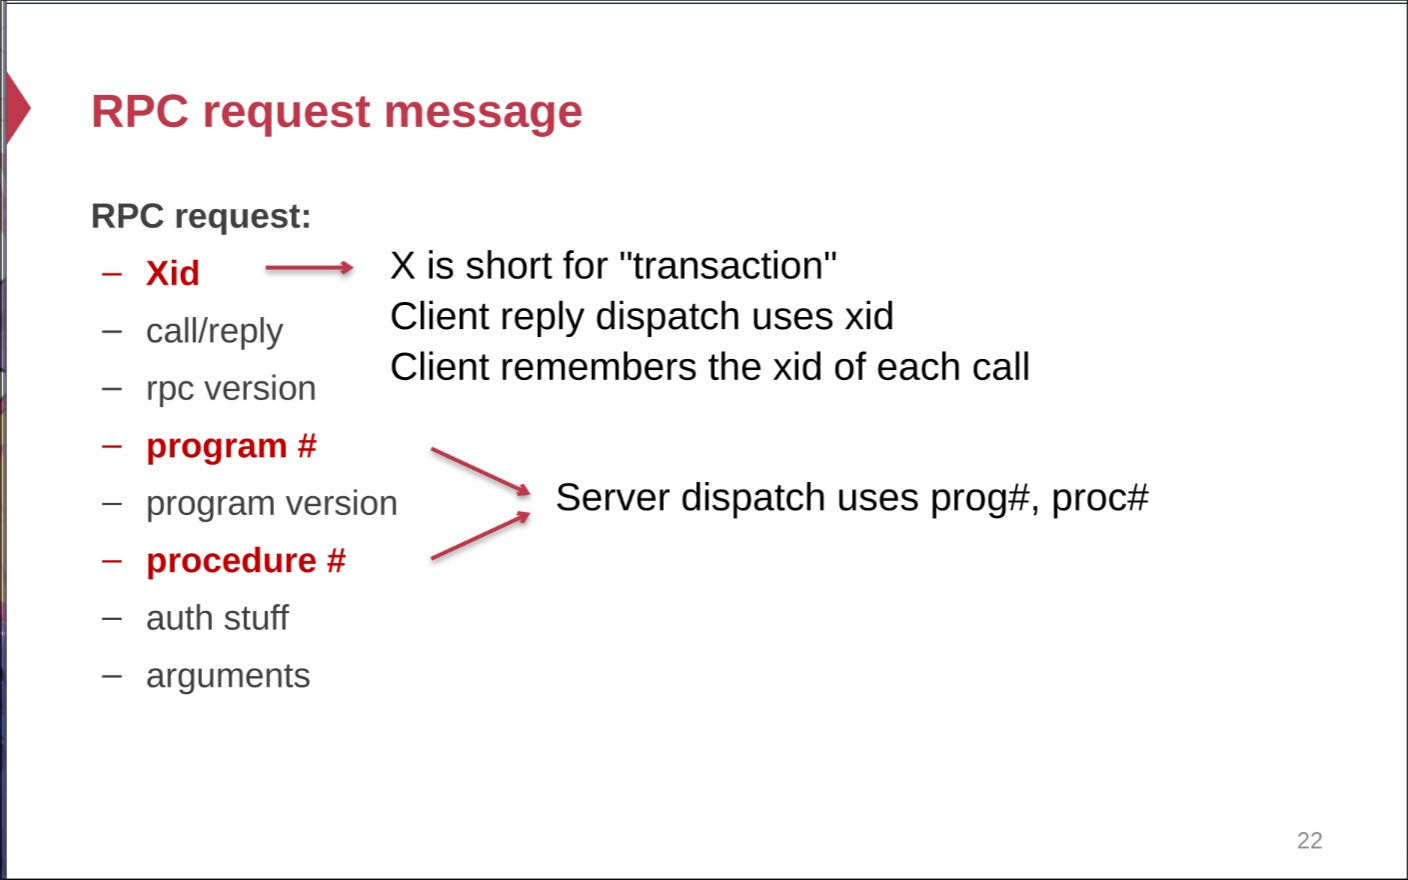 RPC request message
RPC request:
– Xid
X is short for "transaction"
– call/reply
Client reply dispatch uses xid
– rpc version
Client remembers the xid of each call
– program #
– program version
Server dispatch uses prog#, proc#
– procedure #
– auth stuff
– arguments
22